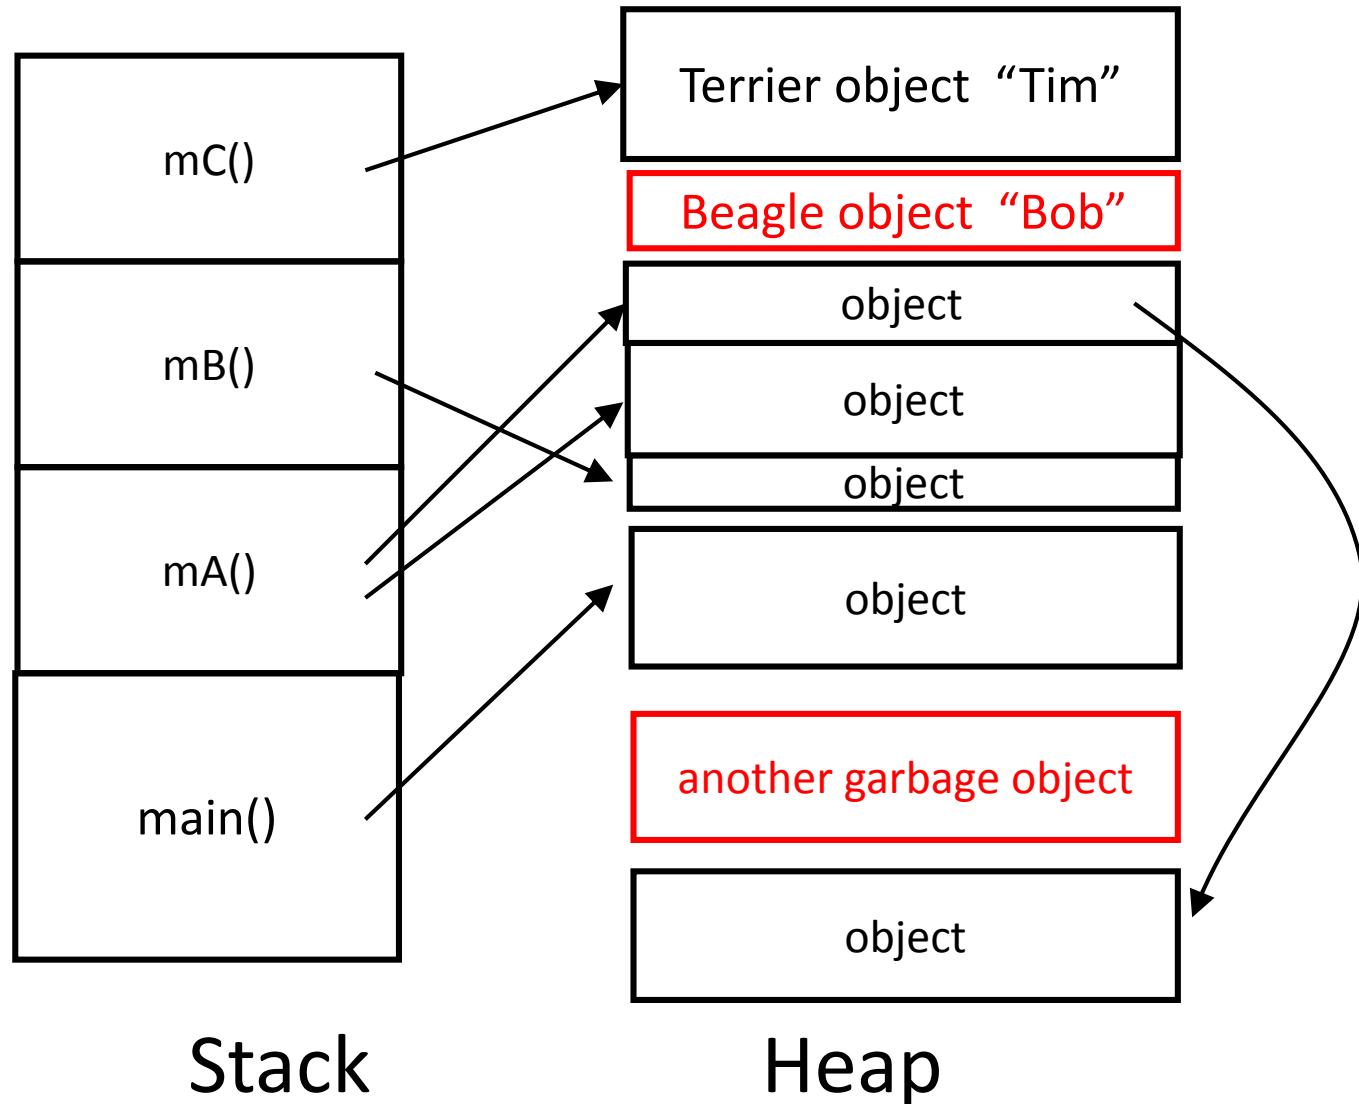 mC()
mB()
mA()
main()
Stack
Terrier object  “Tim”
Beagle object  “Bob”
object
object
object
object
another garbage object
object
Heap